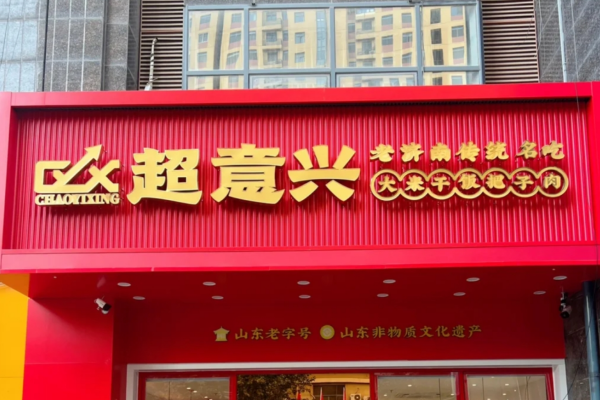 CHAOYIXING
超意兴
老济南传统名吃
大米干饭把子肉
山东老字号 山东非物质文化遗产